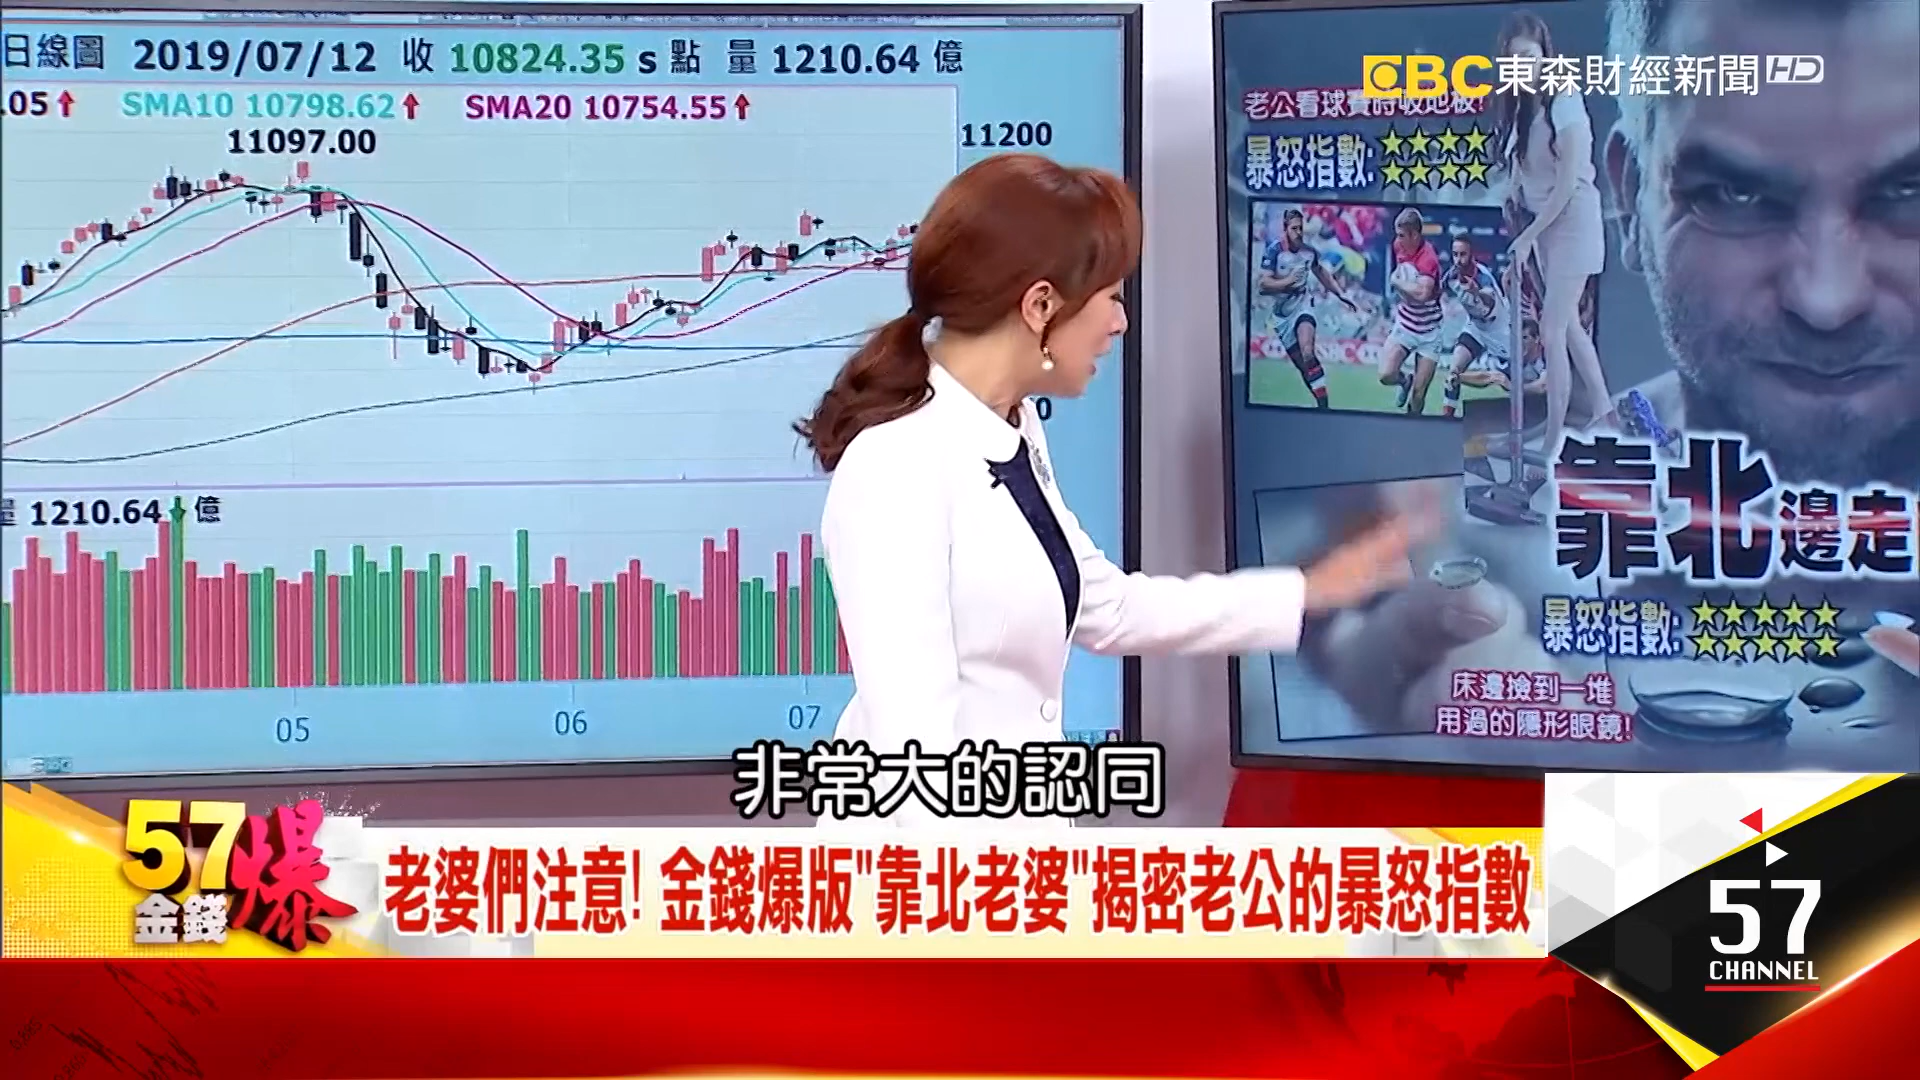 日線圖 2019/07/12 收 10824.35 s 點 量 1210.64 億
.05↑ SMA10 10798.62↑ SMA20 10754.55↑
11097.00
11200
1210.64↓億
05 06 07
EBC東森財經新聞HD
暴怒指數:★★★★★★★★
靠北邊走
暴怒指數:★★★★★★★★★★
床邊撿到一堆
用過的隱形眼鏡!
非常大的認同
57金錢爆
老婆們注意! 金錢爆版"靠北老婆"揭密老公的暴怒指數
57
CHANNEL